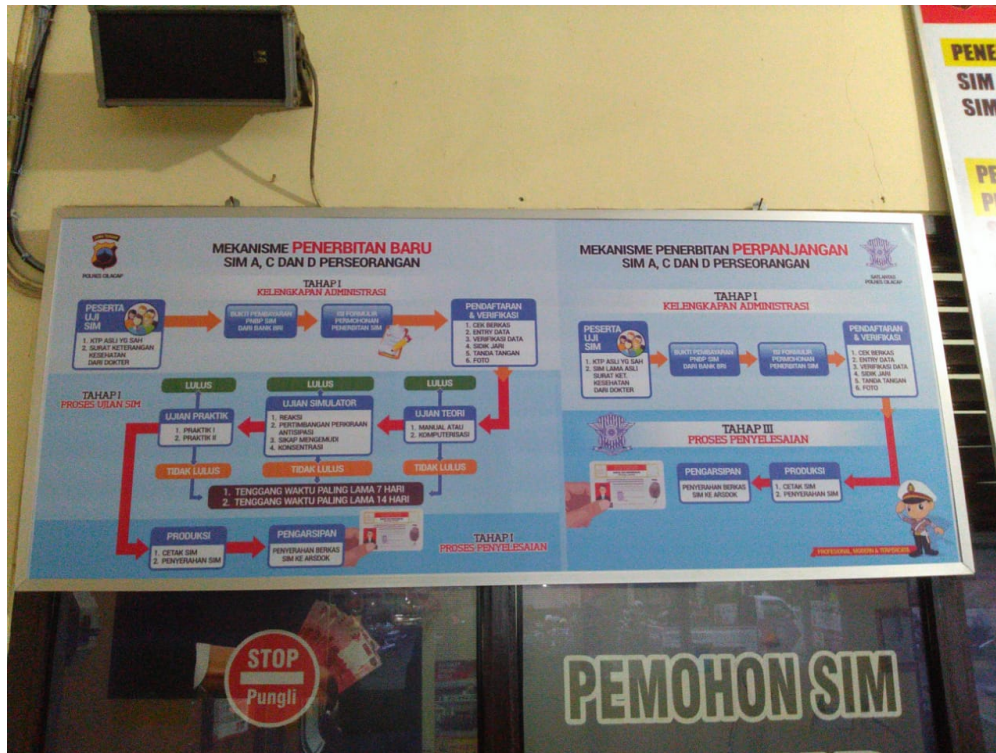 POLRES CILACAP
MEKANISME PENERBITAN BARU
SIM A, C DAN D PERSEORANGAN
TAHAP I
KELENGKAPAN ADMINISTRASI
PESERTA
UJI
SIM
1. KTP ASLI YG SAH
2. SURAT KETERANGAN
KESEHATAN
DARI DOKTER
BUKTI PEMBAYARAN
PNBP SIM
DARI BANK BRI
ISI FORMULIR
PERMOHONAN
PENERBITAN SIM
PENDAFTARAN
& VERIFIKASI
1. CEK BERKAS
2. ENTRY DATA
3. VERIFIKASI DATA
4. SIDIK JARI
5. TANDA TANGAN
6. FOTO
TAHAP I
PROSES UJIAN SIM
LULUS
LULUS
LULUS
UJIAN PRAKTIK
1. PRAKTIK I
2. PRAKTIK II
UJIAN SIMULATOR
1. REAKSI
2. PERTIMBANGAN PERKIRAAN
ANTISIPASI
3. SIKAP MENGEMUDI
4. KONSENTRASI
UJIAN TEORI
1. MANUAL ATAU
2. KOMPUTERISASI
TIDAK LULUS
TIDAK LULUS
TIDAK LULUS
1. TENGGANG WAKTU PALING LAMA 7 HARI
2. TENGGANG WAKTU PALING LAMA 14 HARI
PRODUKSI
1. CETAK SIM
2. PENYERAHAN SIM
PENGARSIPAN
PENYERAHAN BERKAS
SIM KE ARSDOK
TAHAP I
PROSES PENYELESAIAN
MEKANISME PENERBITAN PERPANJANGAN
SIM A, C DAN D PERSEORANGAN
SATLANTAS
POLRES CILACAP
TAHAP I
KELENGKAPAN ADMINISTRASI
PESERTA
UJI
SIM
1. KTP ASLI YG SAH
2. SIM LAMA ASLI
SURAT KET.
KESEHATAN
DARI DOKTER
BUKTI PEMBAYARAN
PNBP SIM
DARI BANK BRI
ISI FORMULIR
PERMOHONAN
PENERBITAN SIM
PENDAFTARAN
& VERIFIKASI
1. CEK BERKAS
2. ENTRY DATA
3. VERIFIKASI DATA
4. SIDIK JARI
5. TANDA TANGAN
6. FOTO
TAHAP III
PROSES PENYELESAIAN
PENGARSIPAN
PENYERAHAN BERKAS
SIM KE ARSDOK
PRODUKSI
1. CETAK SIM
2. PENYERAHAN SIM
PROFESIONAL, MODERN & TERPERCAYA
PENE
SIM
SIM
STOP
Pungli
PEMOHON SIM